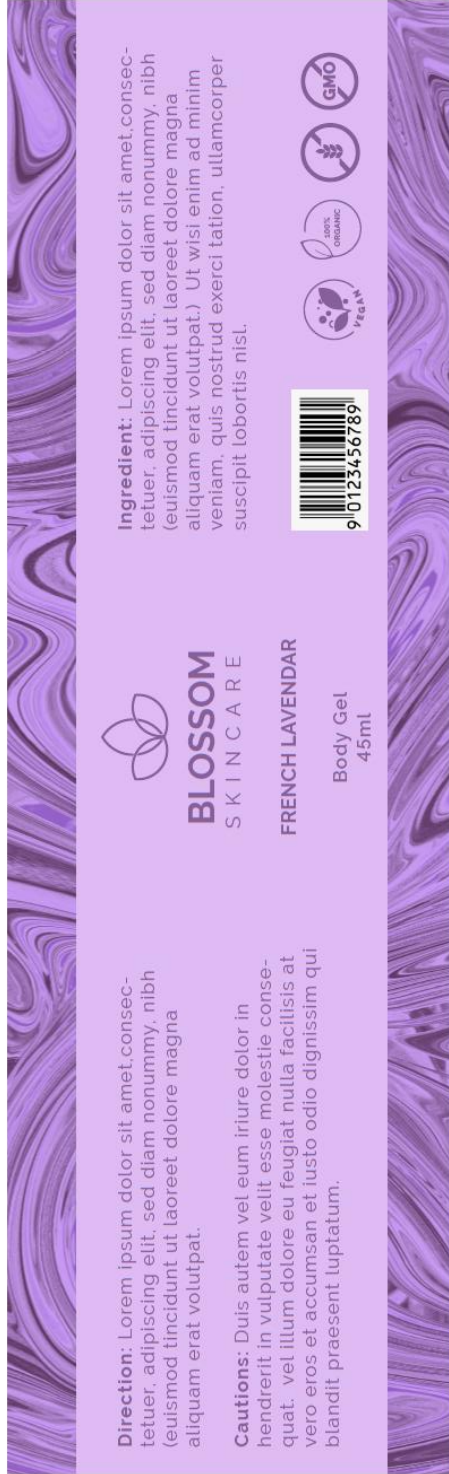 Direction: Lorem ipsum dolor sit amet,consec-
tetuer, adipiscing elit, sed diam nonummy, nibh
(euismod tincidunt ut laoreet dolore magna
aliquam erat volutpat.
Cautions: Duis autem vel eum iriure dolor in
hendrerit in vulputate velit esse molestie conse-
quat. vel illum dolore eu feugiat nulla facilisis at
vero eros et accumsan et iusto odio dignissim qui
blandit praesent luptatum.
BLOSSOM
SKINCARE
FRENCH LAVENDAR
Body Gel
45ml
Ingredient: Lorem ipsum dolor sit amet,consec-
tetuer, adipiscing elit, sed diam nonummy, nibh
(euismod tincidunt ut laoreet dolore magna
aliquam erat volutpat.) Ut wisi enim ad minim
veniam, quis nostrud exerci tation, ullamcorper
suscipit lobortis nisl.
9 0123456789
VEGAN
100%
ORGANIC
GMO